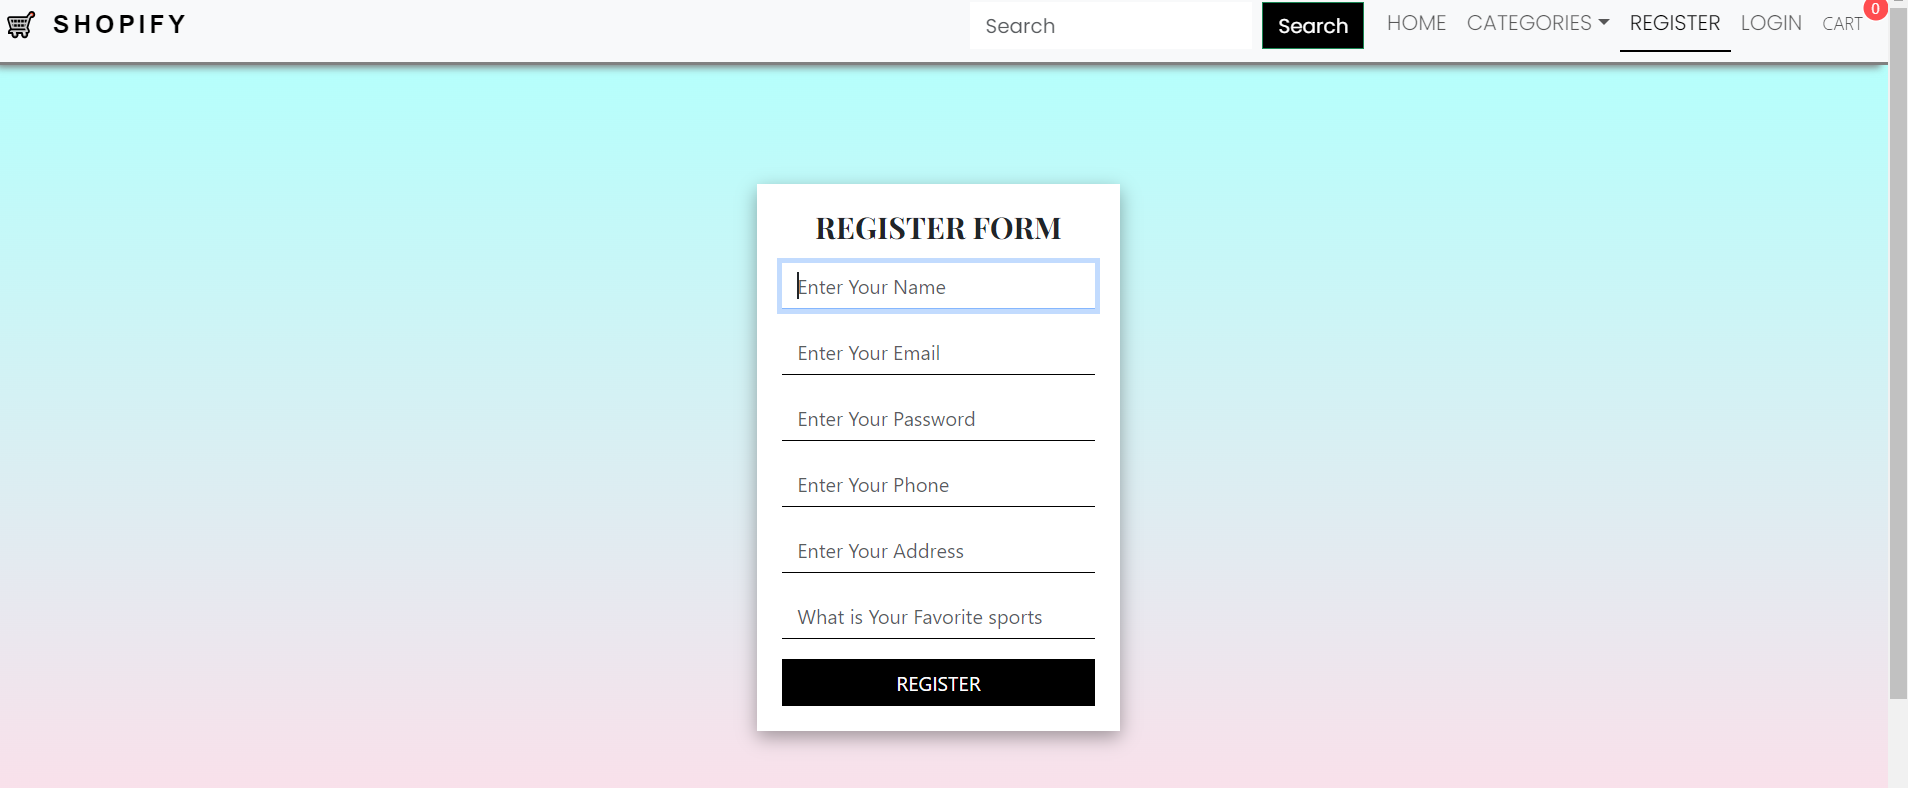 SHOPIFY
Search
Search
HOME
CATEGORIES
REGISTER
LOGIN
CART
0
REGISTER FORM
Enter Your Name
Enter Your Email
Enter Your Password
Enter Your Phone
Enter Your Address
What is Your Favorite sports
REGISTER